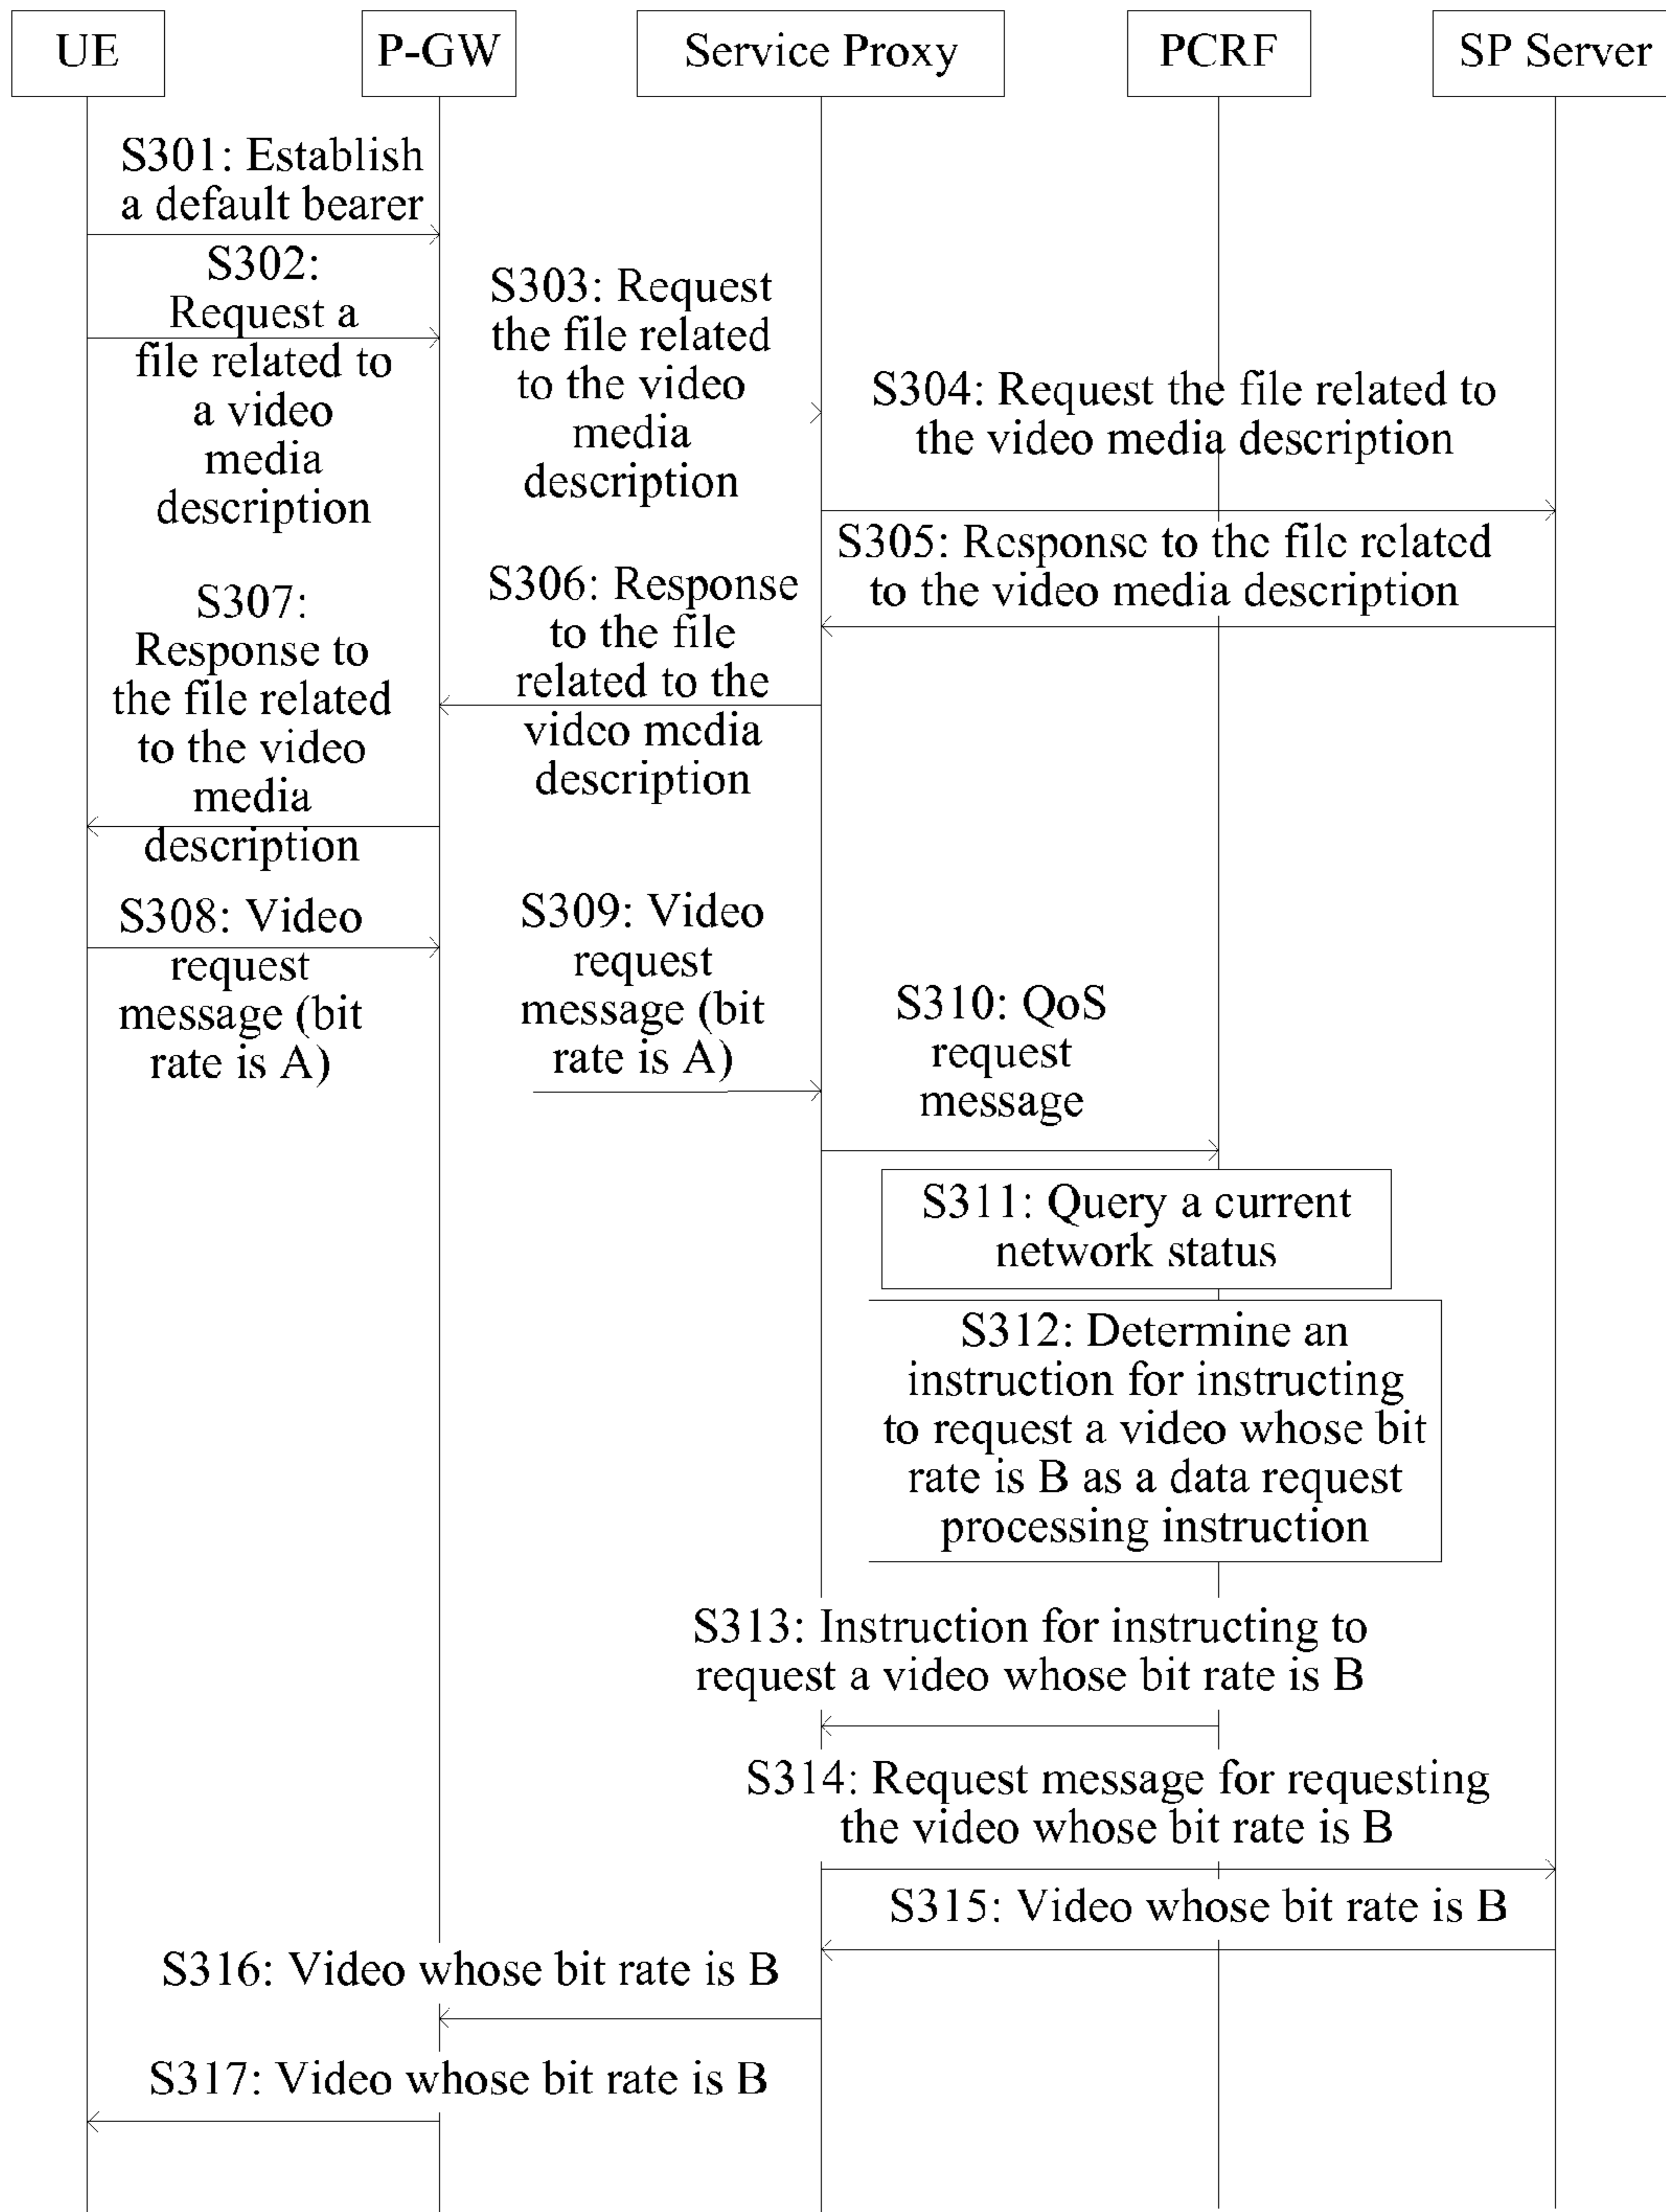 UE
P-GW
Service Proxy
PCRF
SP Server
S301: Establish
a default bearer
S302:
Request a
file related to
a video
media
description
S303: Request
the file related
to the video
media
description
S304: Request the file related to
the video media description
S305: Response to the file related
to the video media description
S306: Response
to the file
related to the
video media
description
S307:
Response to
the file related
to the video
media
description
S308: Video
request
message (bit
rate is A)
S309: Video
request
message (bit
rate is A)
S310: QoS
request
message
S311: Query a current
network status
S312: Determine an
instruction for instructing
to request a video whose bit
rate is B as a data request
processing instruction
S313: Instruction for instructing to
request a video whose bit rate is B
S314: Request message for requesting
the video whose bit rate is B
S315: Video whose bit rate is B
S316: Video whose bit rate is B
S317: Video whose bit rate is B